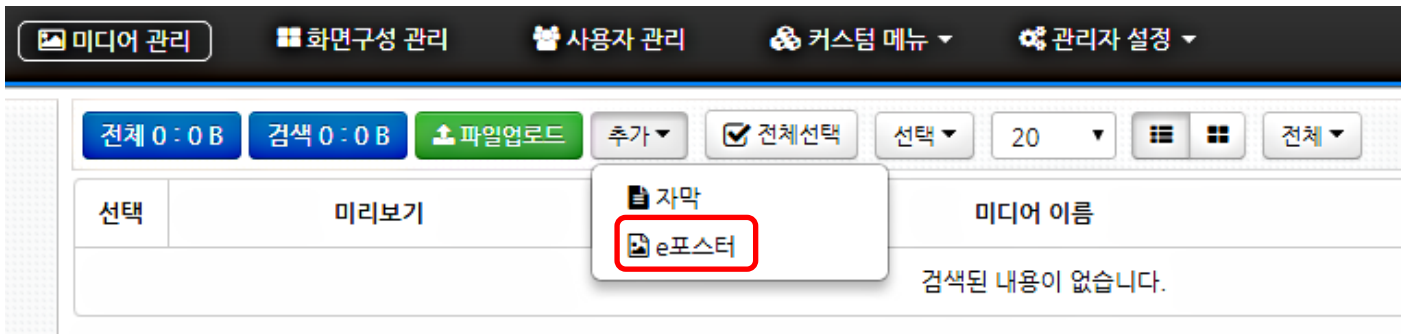 미디어 관리 화면구성 관리 사용자 관리 커스텀 메뉴 관리자 설정
전체 0 : 0 B 검색 0 : 0 B 파일업로드 추가 전체선택 선택 20 전체
선택 미리보기 미디어 이름
자막
e포스터
검색된 내용이 없습니다.